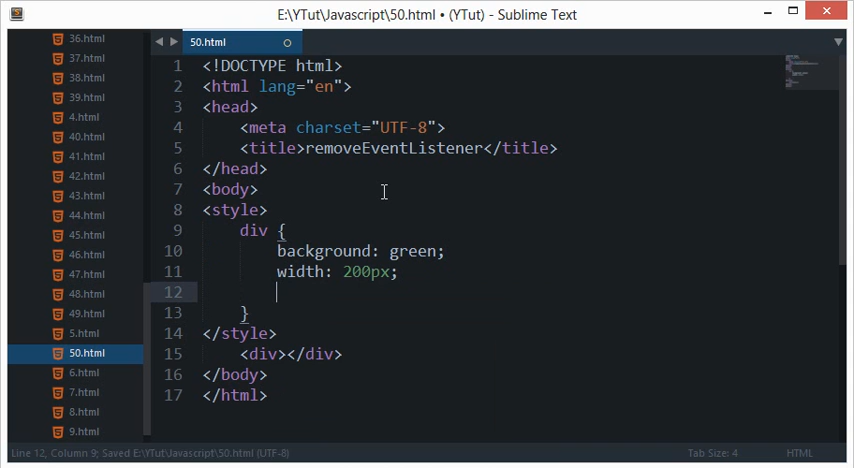 E:\YTut\Javascript\50.html • (YTut) - Sublime Text
36.html
37.html
38.html
39.html
4.html
40.html
41.html
42.html
43.html
44.html
45.html
46.html
47.html
48.html
49.html
5.html
50.html
6.html
7.html
8.html
9.html
50.html
1 <!DOCTYPE html>
2 <html lang="en">
3 <head>
4 <meta charset="UTF-8">
5 <title>removeEventListener</title>
6 </head>
7 <body>
8 <style>
9 div {
10 background: green;
11 width: 200px;
12
13 }
14 </style>
15 <div></div>
16 </body>
17 </html>
Line 12, Column 9; Saved E:\YTut\Javascript\50.html (UTF-8)
Tab Size: 4
HTML